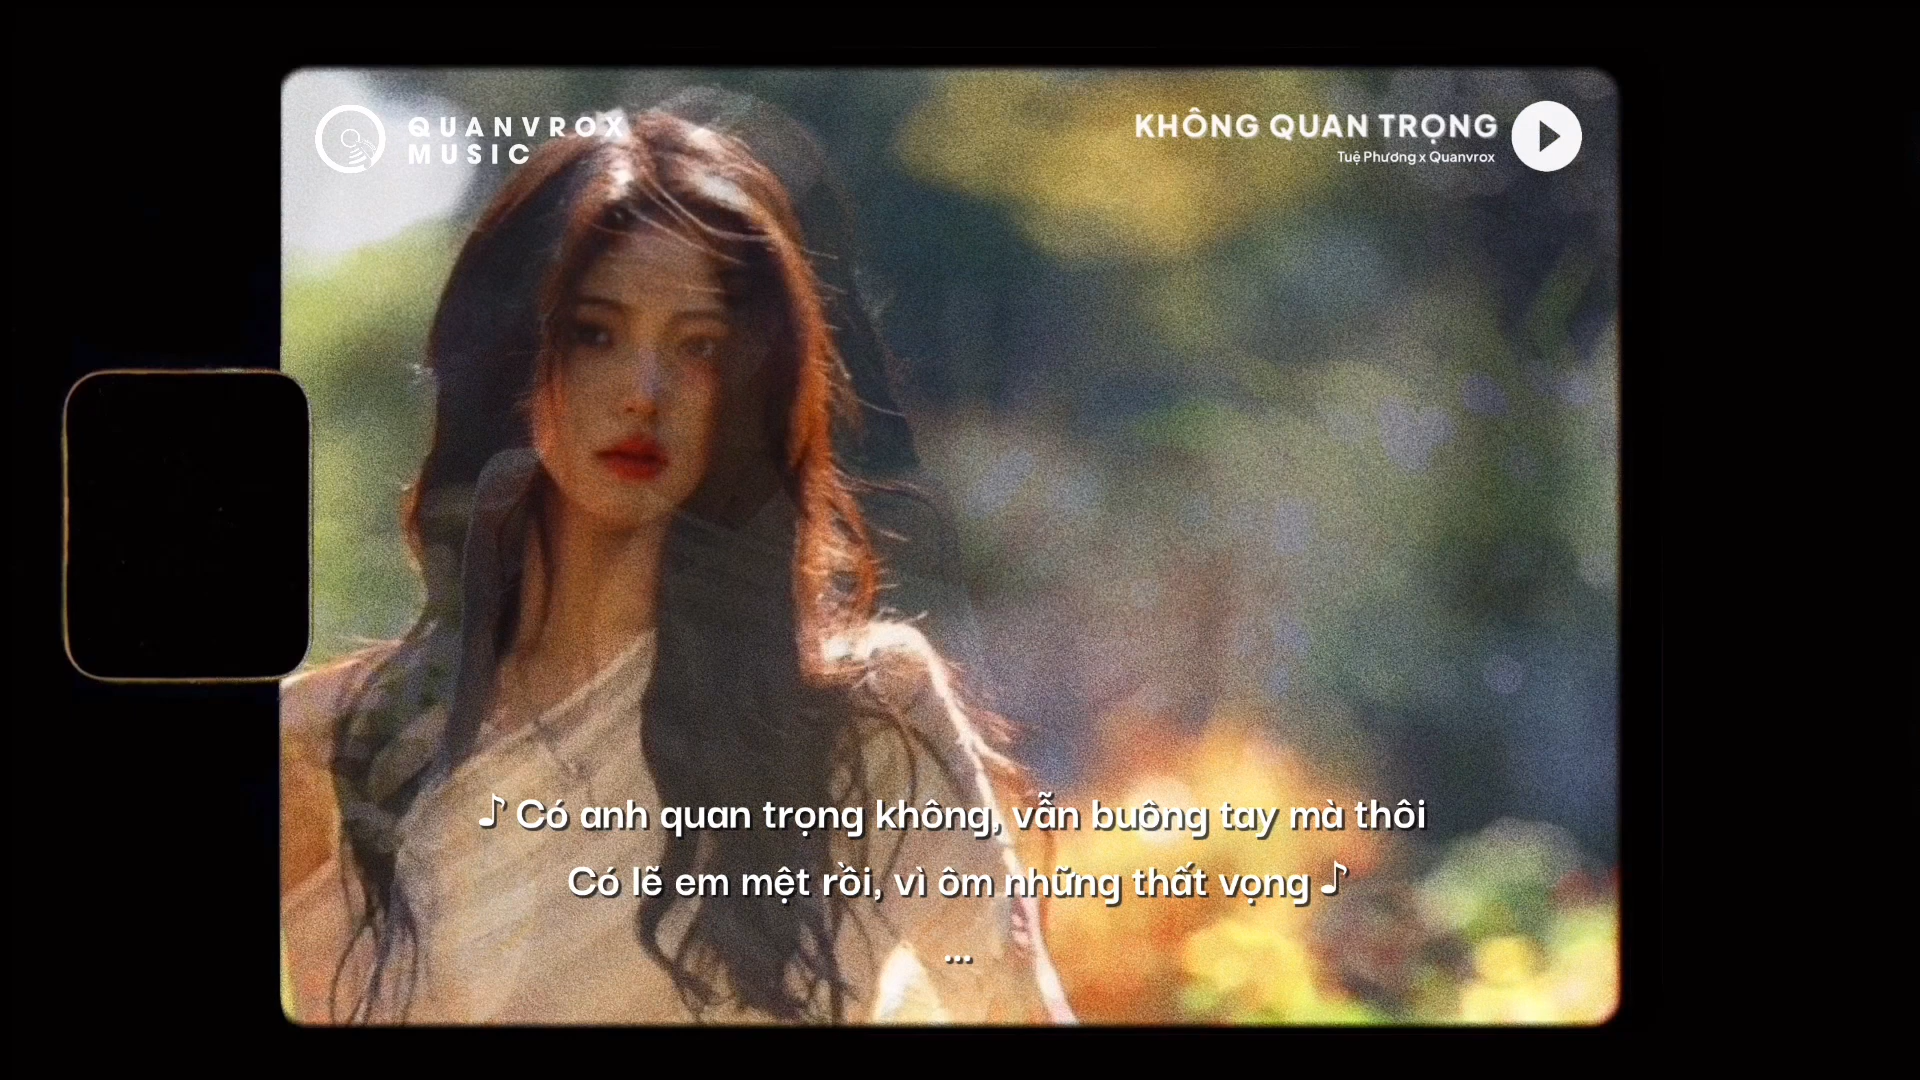 QUANVROX
MUSIC
KHÔNG QUAN TRỌNG
Tuệ Phương x Quanvrox
♪ Có anh quan trọng không, vẫn buông tay mà thôi
Có lẽ em mệt rồi, vì ôm những thất vọng ♪
...